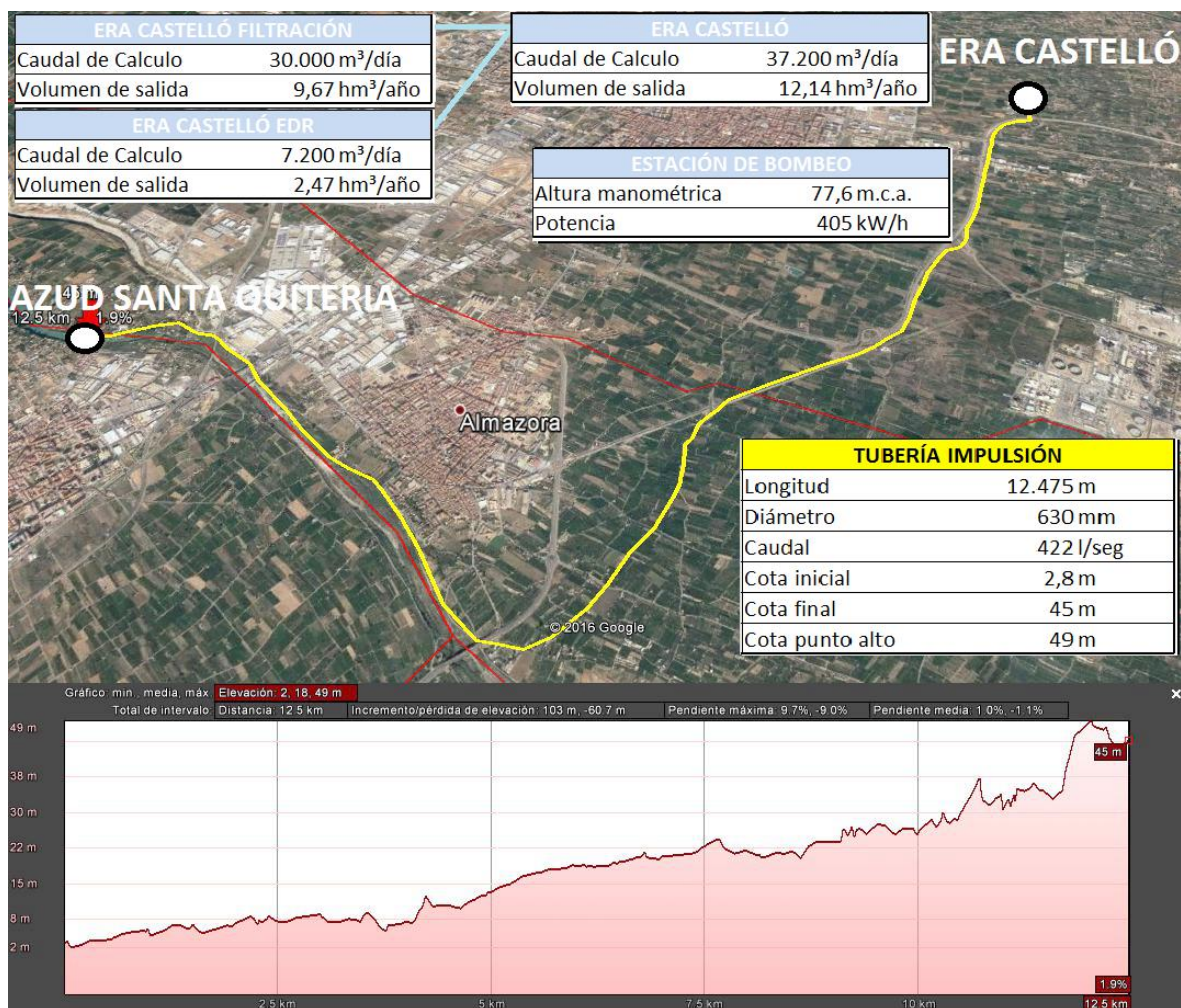 ERA CASTELLÓ FILTRACIÓN
Caudal de Calculo 30.000 m³/día
Volumen de salida 9,67 hm³/año
ERA CASTELLÓ EDR
Caudal de Calculo 7.200 m³/día
Volumen de salida 2,47 hm³/año
ERA CASTELLÓ
Caudal de Calculo 37.200 m³/día
Volumen de salida 12,14 hm³/año
ERA CASTELLÓ
ESTACIÓN DE BOMBEO
Altura manométrica 77,6 m.c.a.
Potencia 405 kW/h
AZUD SANTA QUITERIA
12.5 km 1.9%
Almazora
TUBERÍA IMPULSIÓN
Longitud 12.475 m
Diámetro 630 mm
Caudal 422 l/seg
Cota inicial 2,8 m
Cota final 45 m
Cota punto alto 49 m
© 2016 Google
Gráfico: mín., media, máx Elevación: 2, 18, 49 m
Total de intervalo: Distancia: 12.5 km Incremento/pérdida de elevación: 103 m, -60.7 m Pendiente máxima: 9.7%, -9.0% Pendiente media: 1.0%, -1.1%
49 m
45 m
38 m
30 m
22 m
15 m
8 m
2 m
1.9%
2.5 km 5 km 7.5 km 10 km 12.5 km